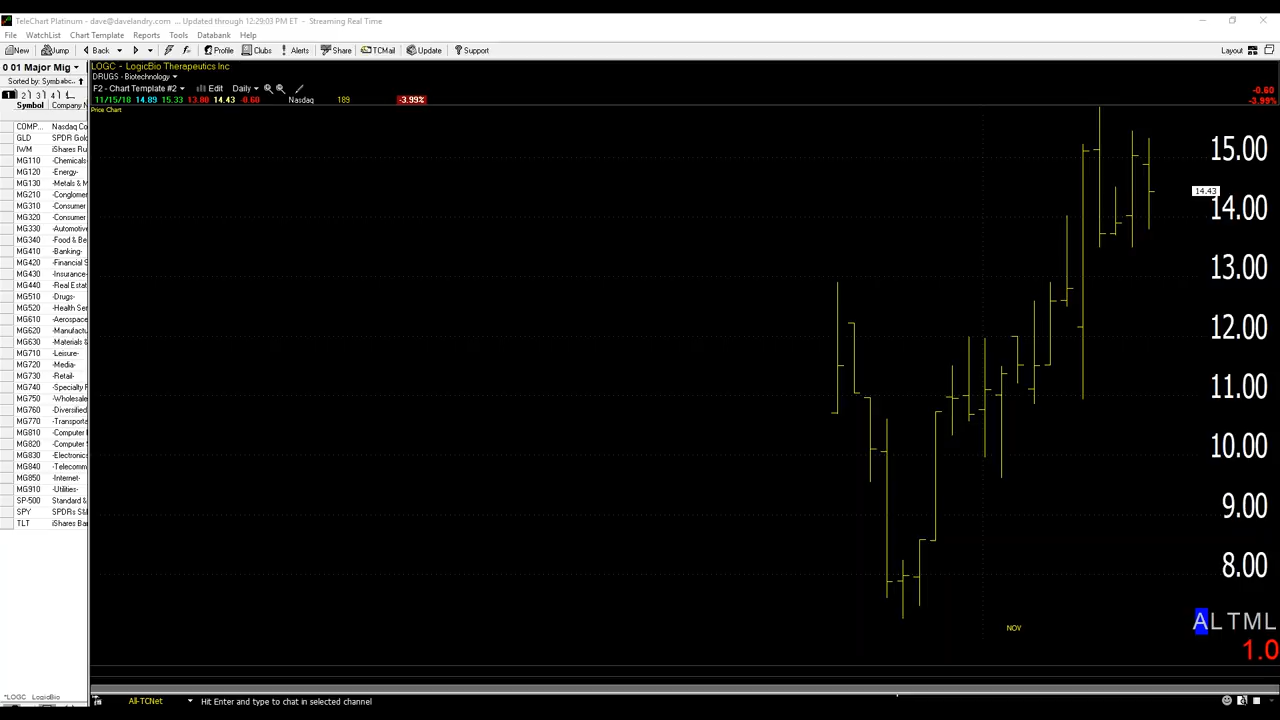 TeleChart Platinum - dave@davelandry.com ... Updated through 12:29:03 PM ET - Streaming Real Time
File WatchList Chart Template Reports Tools Databank Help
New Jump Back Profile Clubs Alerts Share TCMail Update Support Layout
0 01 Major Mig
LOGC - LogicBio Therapeutics Inc
DRUGS - Biotechnology
Sorted by: Symb
F2 - Chart Template #2 Edit Daily
1 2 3 4
11/15/18 14.89 15.33 13.80 14.43 -0.60 Nasdaq 189 -3.99%
-0.60
-3.99%
Symbol Company N
Price Chart
COMP... Nasdaq Co
GLD SPDR Gold
IWM iShares Ru
MG110 -Chemicals-
MG120 -Energy-
MG130 -Metals & M
MG210 -Conglomer
MG310 -Consumer
MG320 -Consumer
MG330 -Automotive
MG340 -Food & Be
MG410 -Banking-
MG420 -Financial S
MG430 -Insurance-
MG440 -Real Estat
MG510 -Drugs-
MG520 -Health Ser
MG610 -Aerospace
MG620 -Manufactu
MG630 -Materials &
MG710 -Leisure-
MG720 -Media-
MG730 -Retail-
MG740 -Specialty R
MG750 -Wholesale
MG760 -Diversified
MG770 -Transporta
MG810 -Computer
MG820 -Computer S
MG830 -Electronics
MG840 -Telecomm
MG850 -Internet-
MG910 -Utilities-
SP-500 Standard &
SPY SPDRs S&
TLT iShares Ba
15.00
14.43
14.00
13.00
12.00
11.00
10.00
9.00
8.00
ALTML
NOV
1.0
*LOGC LogicBio
All-TCNet Hit Enter and type to chat in selected channel